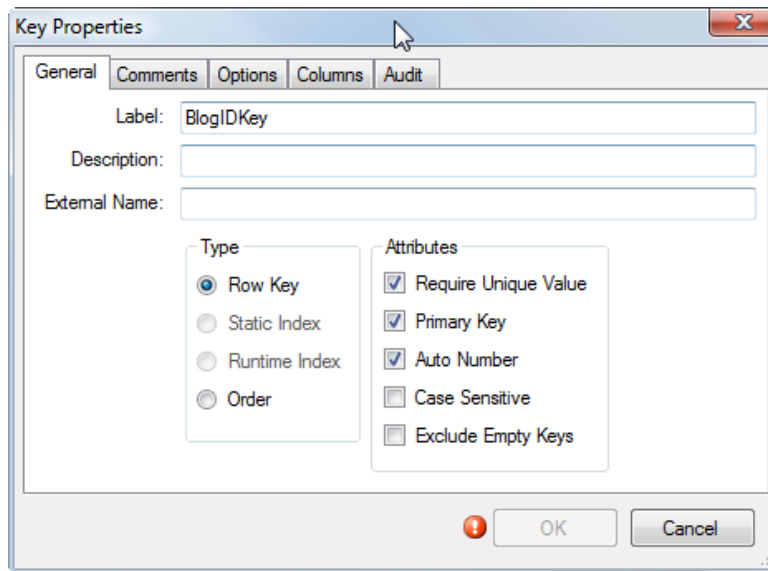 Key Properties
General Comments Options Columns Audit
Label: BlogIDKey
Description:
External Name:
Type Attributes
Row Key Require Unique Value
Static Index Primary Key
Runtime Index Auto Number
Order Case Sensitive
Exclude Empty Keys
OK Cancel